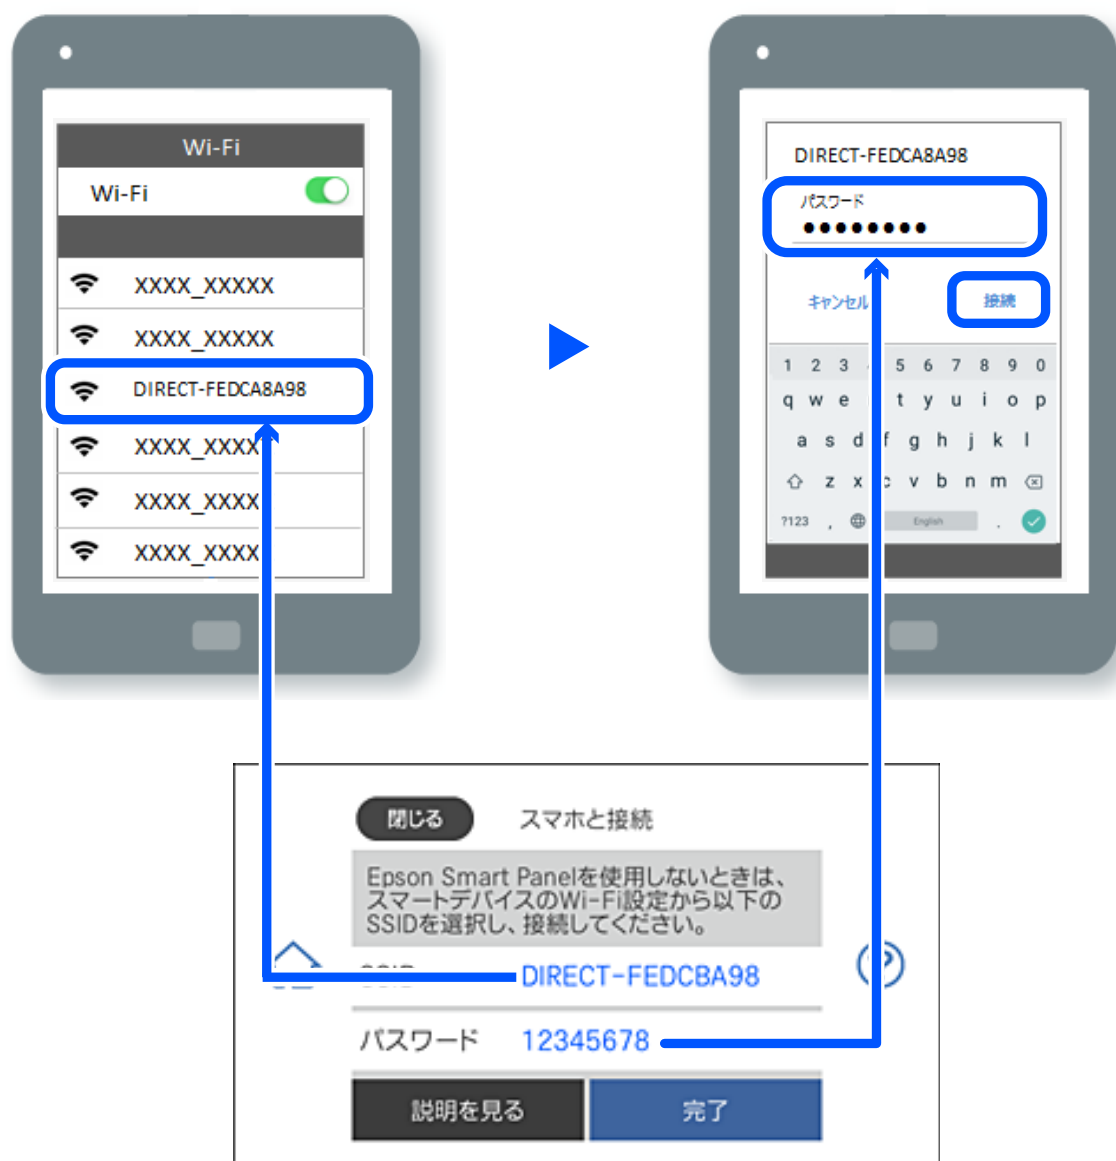 Wi-Fi
Wi-Fi
XXXX_XXXXX
XXXX_XXXXX
DIRECT-FEDCA8A98
XXXX_XXXX
XXXX_XXXX
XXXX_XXXX
DIRECT-FEDCA8A98
パスワード
●●●●●●●●
キャンセル
接続
1 2 3 5 6 7 8 9 0
q w e t y u i o p
a s d f g h j k l
z x c v b n m
?123 , English .
閉じる スマホと接続
Epson Smart Panelを使用しないときは、
スマートデバイスのWi-Fi設定から以下の
SSIDを選択し、接続してください。
SSID DIRECT-FEDCBA98
パスワード 12345678
説明を見る 完了